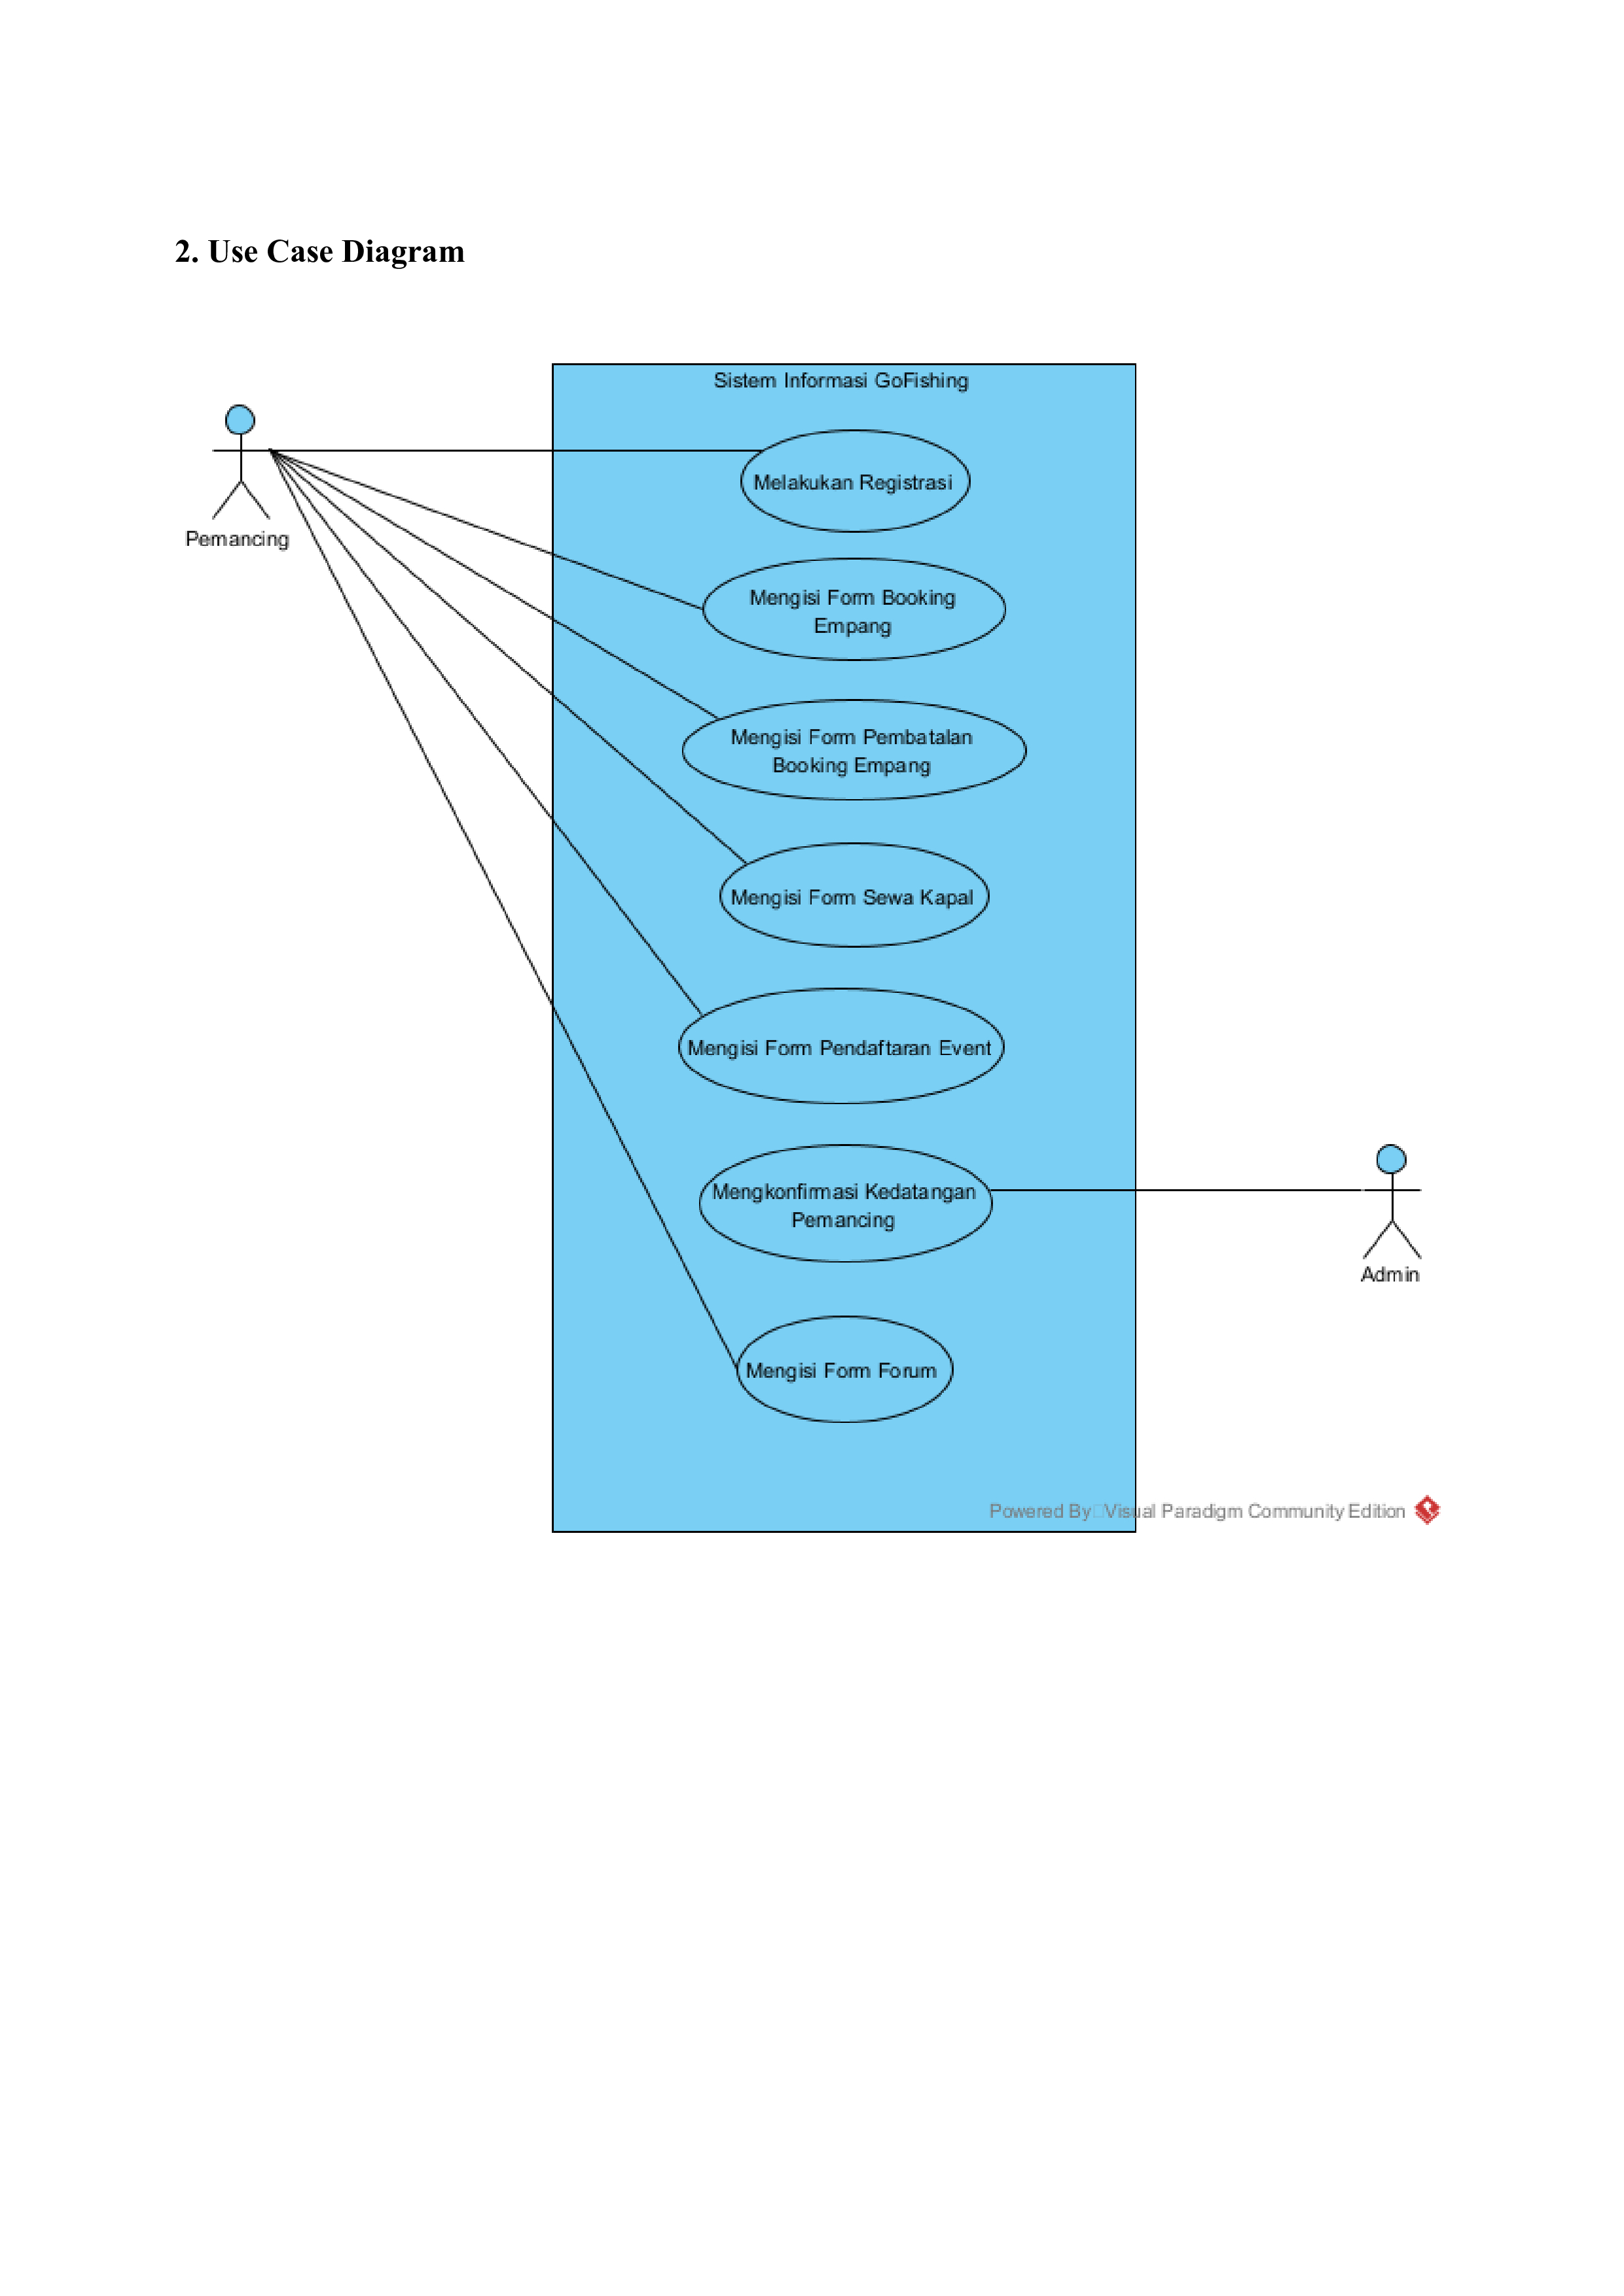 2. Use Case Diagram
Sistem Informasi GoFishing
Pemancing
Melakukan Registrasi
Mengisi Form Booking
Empang
Mengisi Form Pembatalan
Booking Empang
Mengisi Form Sewa Kapal
Mengisi Form Pendaftaran Event
Mengkonfirmasi Kedatangan
Pemancing
Admin
Mengisi Form Forum
Powered By Visual Paradigm Community Edition